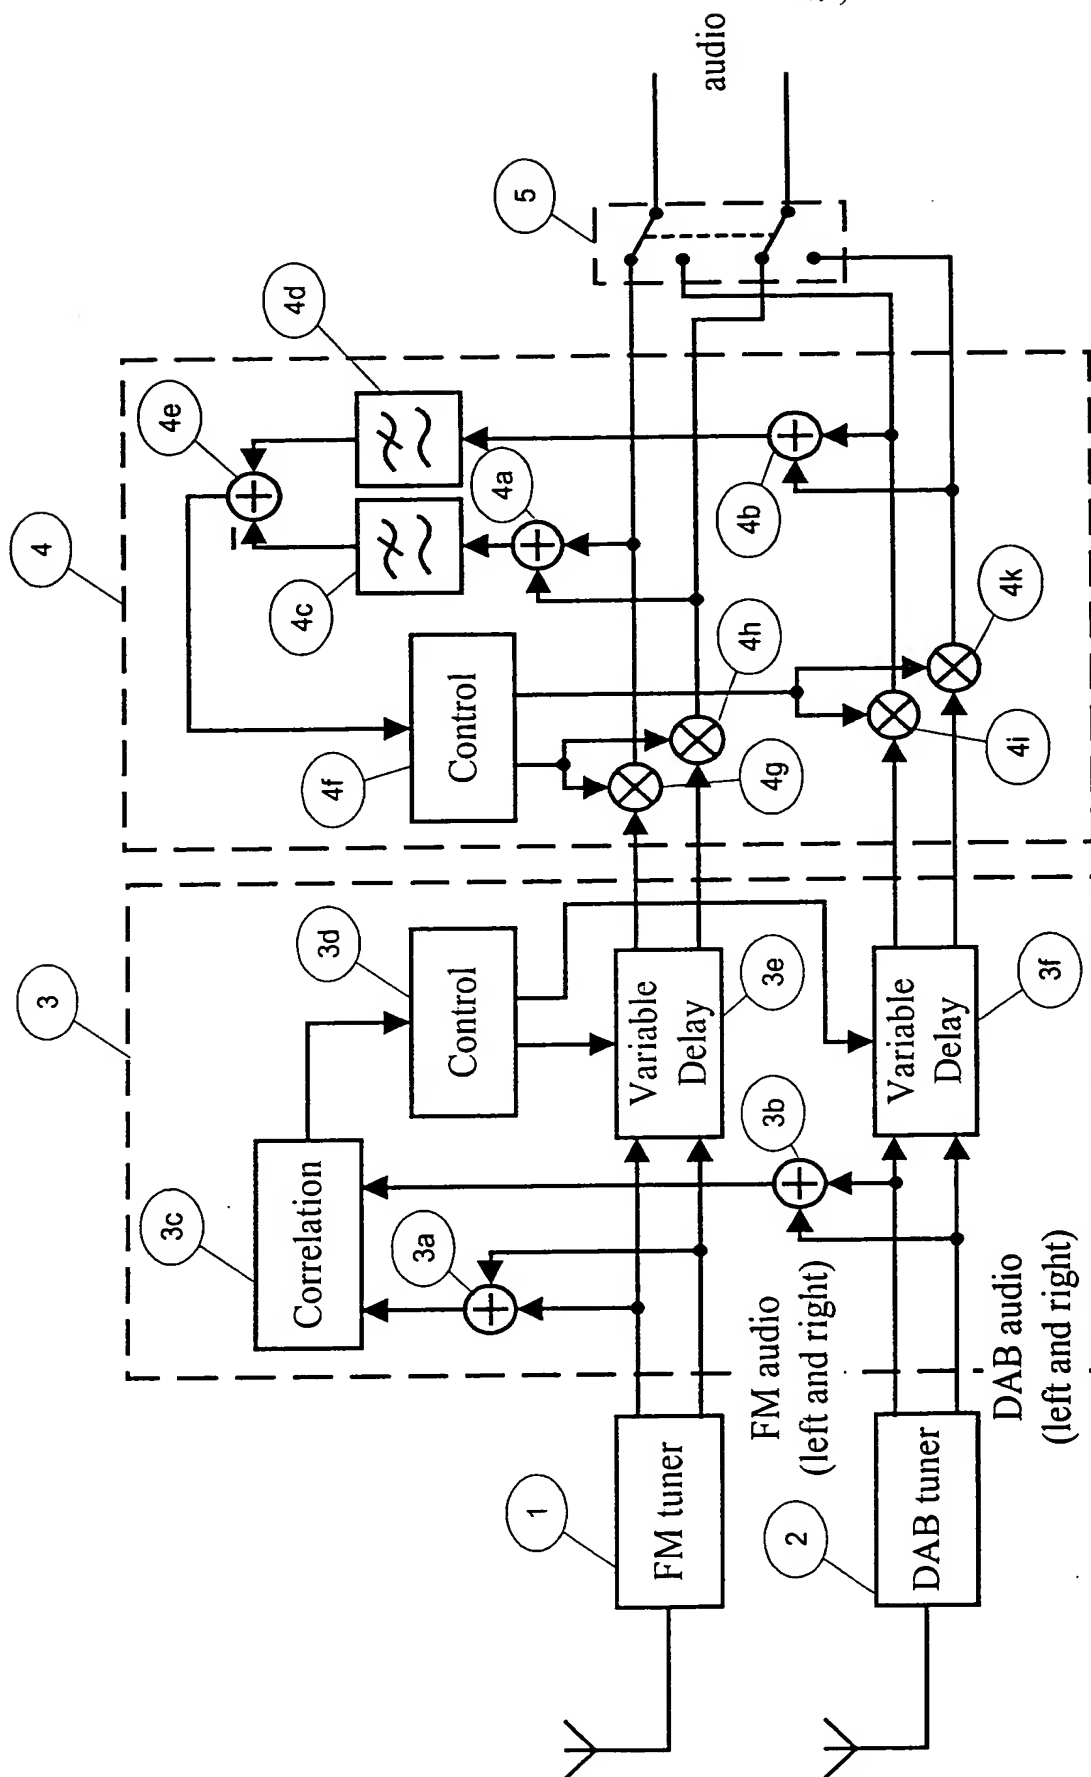 4
4e
4d
5
audio
4c
4a
4b
4f
Control
4h
4g
4k
4i
3
3d
Control
3c
Correlation
3a
Variable
Delay
3e
3b
Variable
Delay
3f
1
FM tuner
FM audio
(left and right)
2
DAB tuner
DAB audio
(left and right)